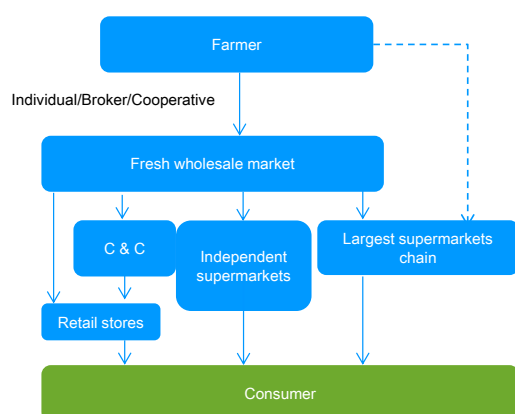 Farmer
Individual/Broker/Cooperative
Fresh wholesale market
C & C
Independent
supermarkets
Largest supermarkets
chain
Retail stores
Consumer